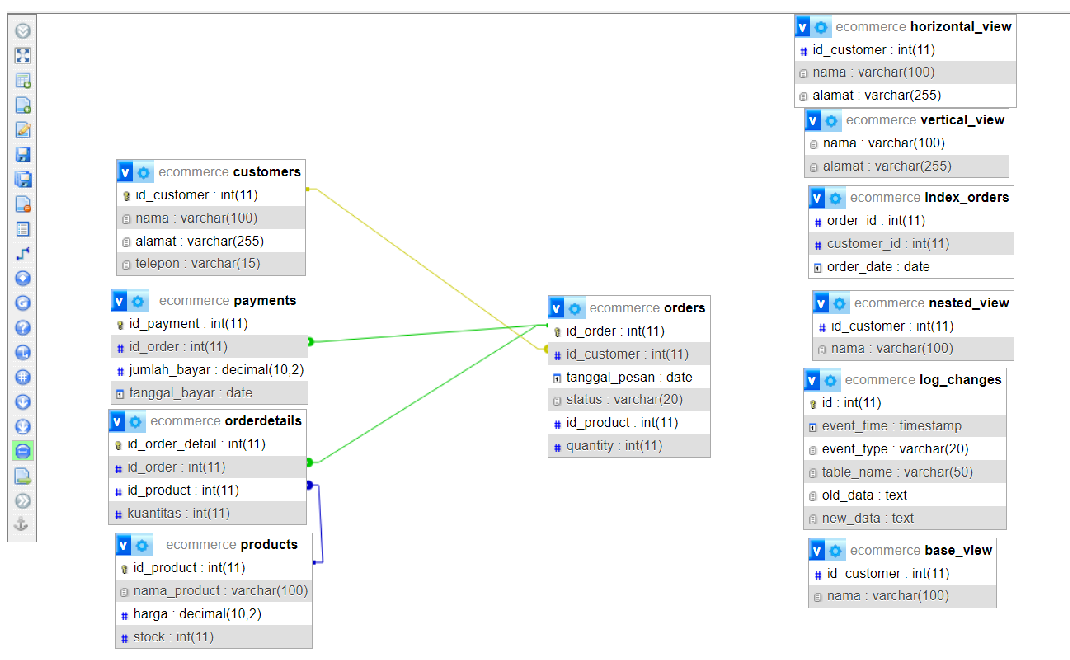 v ecommerce customers
id_customer : int(11)
nama : varchar(100)
alamat : varchar(255)
telepon : varchar(15)
v ecommerce payments
id_payment : int(11)
id_order : int(11)
jumlah_bayar : decimal(10,2)
tanggal_bayar : date
v ecommerce orderdetails
id_order_detail : int(11)
id_order : int(11)
id_product : int(11)
kuantitas : int(11)
v ecommerce products
id_product : int(11)
nama_product : varchar(100)
harga : decimal(10,2)
stock : int(11)
v ecommerce orders
id_order : int(11)
id_customer : int(11)
tanggal_pesan : date
status : varchar(20)
id_product : int(11)
quantity : int(11)
v ecommerce horizontal_view
id_customer : int(11)
nama : varchar(100)
alamat : varchar(255)
v ecommerce vertical_view
nama : varchar(100)
alamat : varchar(255)
v ecommerce index_orders
order_id : int(11)
customer_id : int(11)
order_date : date
v ecommerce nested_view
id_customer : int(11)
nama : varchar(100)
v ecommerce log_changes
id : int(11)
event_time : timestamp
event_type : varchar(20)
table_name : varchar(50)
old_data : text
new_data : text
v ecommerce base_view
id_customer : int(11)
nama : varchar(100)